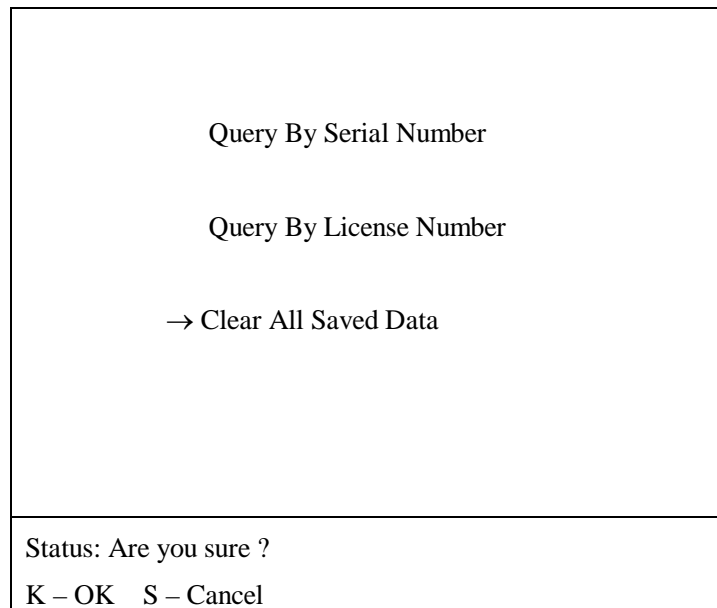 Query By Serial Number
Query By License Number
→ Clear All Saved Data
Status: Are you sure ?
K – OK S – Cancel